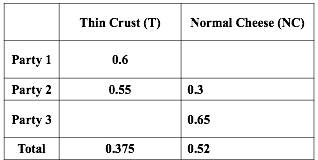 Thin Crust (T) Normal Cheese (NC)
Party 1 0.6
Party 2 0.55 0.3
Party 3 0.65
Total 0.375 0.52